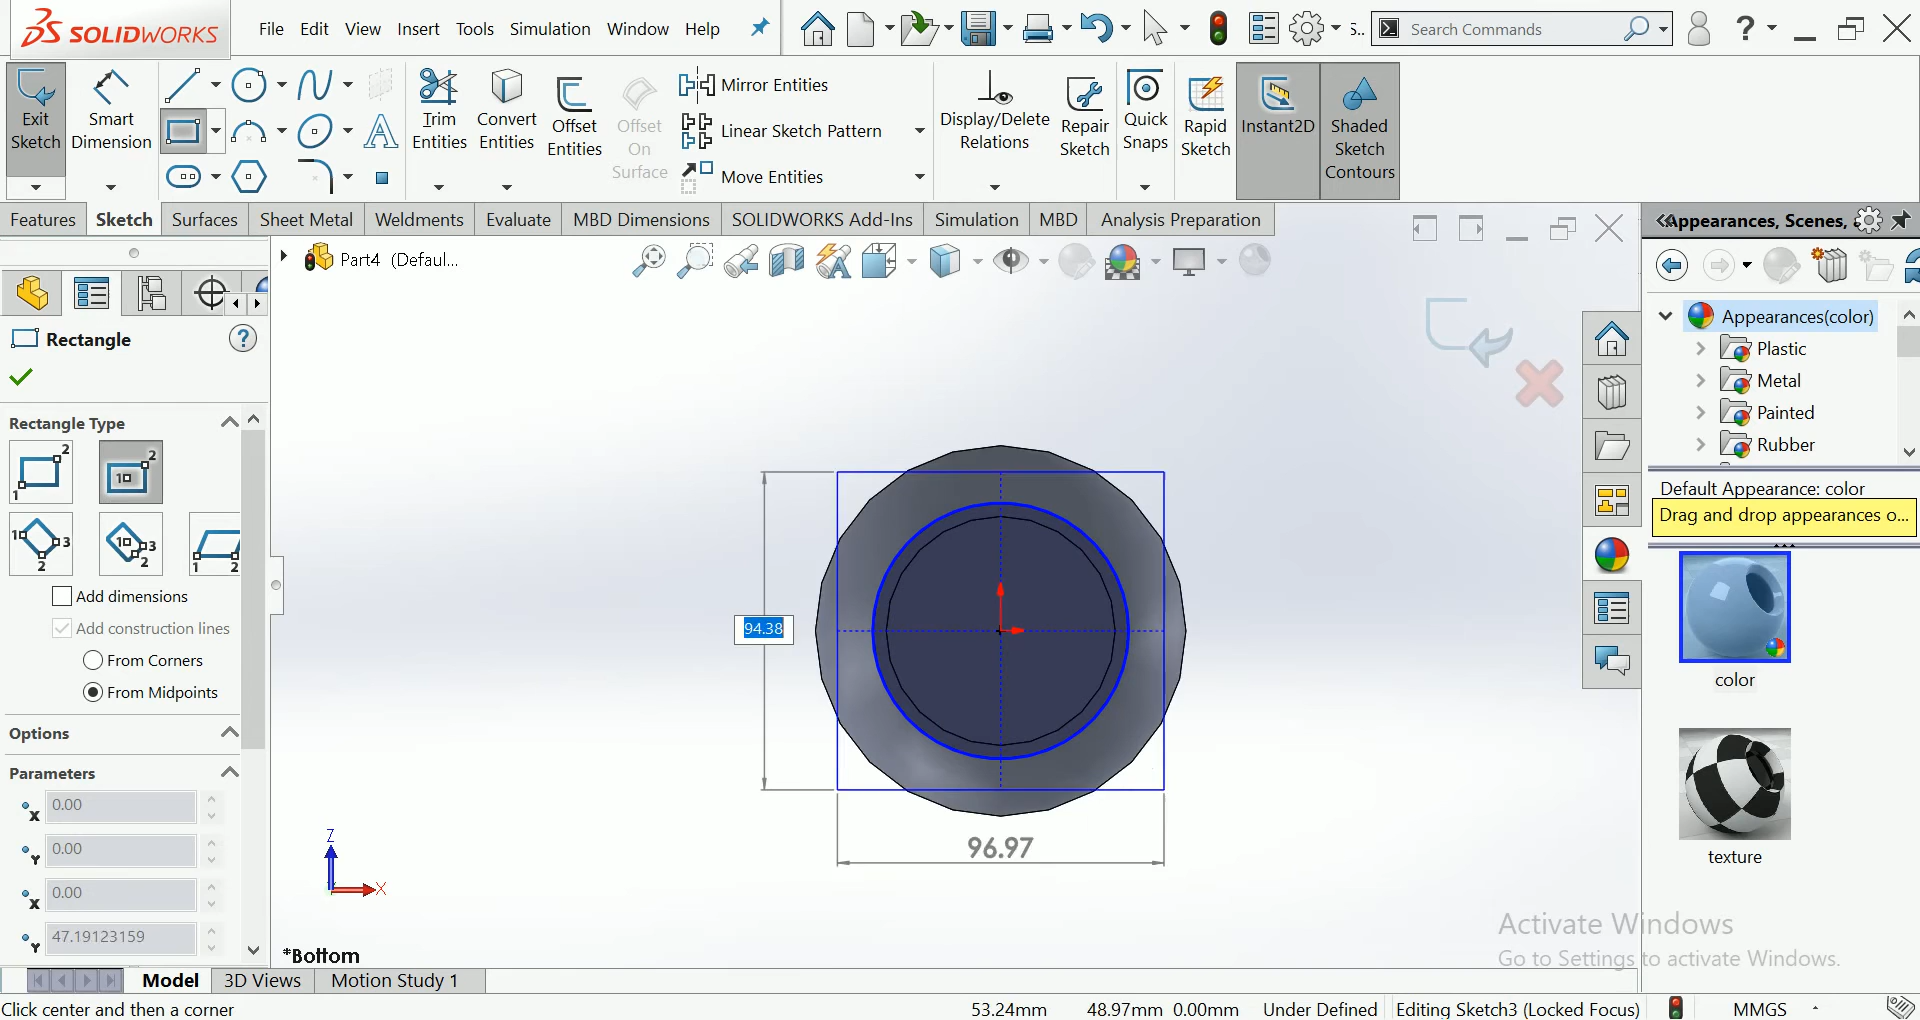 SOLIDWORKS File Edit View Insert Tools Simulation Window Help S.. Search Commands ?
Exit Sketch
Smart Dimension
Trim Entities
Convert Entities
Offset Entities
Offset On Surface
Mirror Entities
Linear Sketch Pattern
Move Entities
Display/Delete Relations
Repair Sketch
Quick Snaps
Rapid Sketch
Instant2D
Shaded Sketch Contours
Features Sketch Surfaces Sheet Metal Weldments Evaluate MBD Dimensions SOLIDWORKS Add-Ins Simulation MBD Analysis Preparation
Part4 (Defaul...
Rectangle ?
Rectangle Type
Add dimensions
Add construction lines
From Corners
From Midpoints
Options
Parameters
X 0.00
Y 0.00
X 0.00
Y 47.19123159
94.38
96.97
Z
X
*Bottom
Appearances, Scenes,
Appearances(color)
Plastic
Metal
Painted
Rubber
Default Appearance: color
Drag and drop appearances o...
color
texture
Activate Windows
Go to Settings to activate Windows.
Model 3D Views Motion Study 1
Click center and then a corner 53.24mm 48.97mm 0.00mm Under Defined Editing Sketch3 (Locked Focus) MMGS